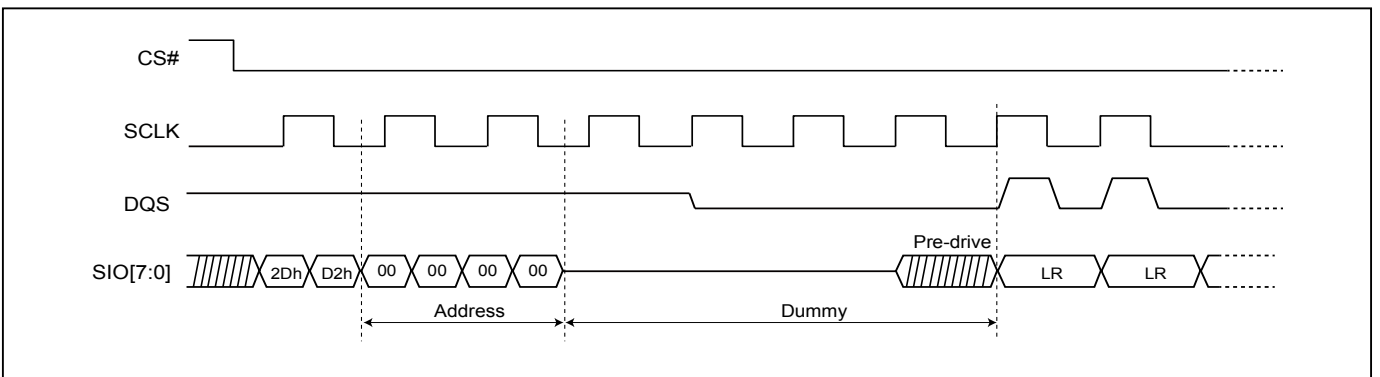 CS#
SCLK
DQS
Pre-drive
SIO[7:0] 2Dh D2h 00 00 00 00 LR LR
Address Dummy